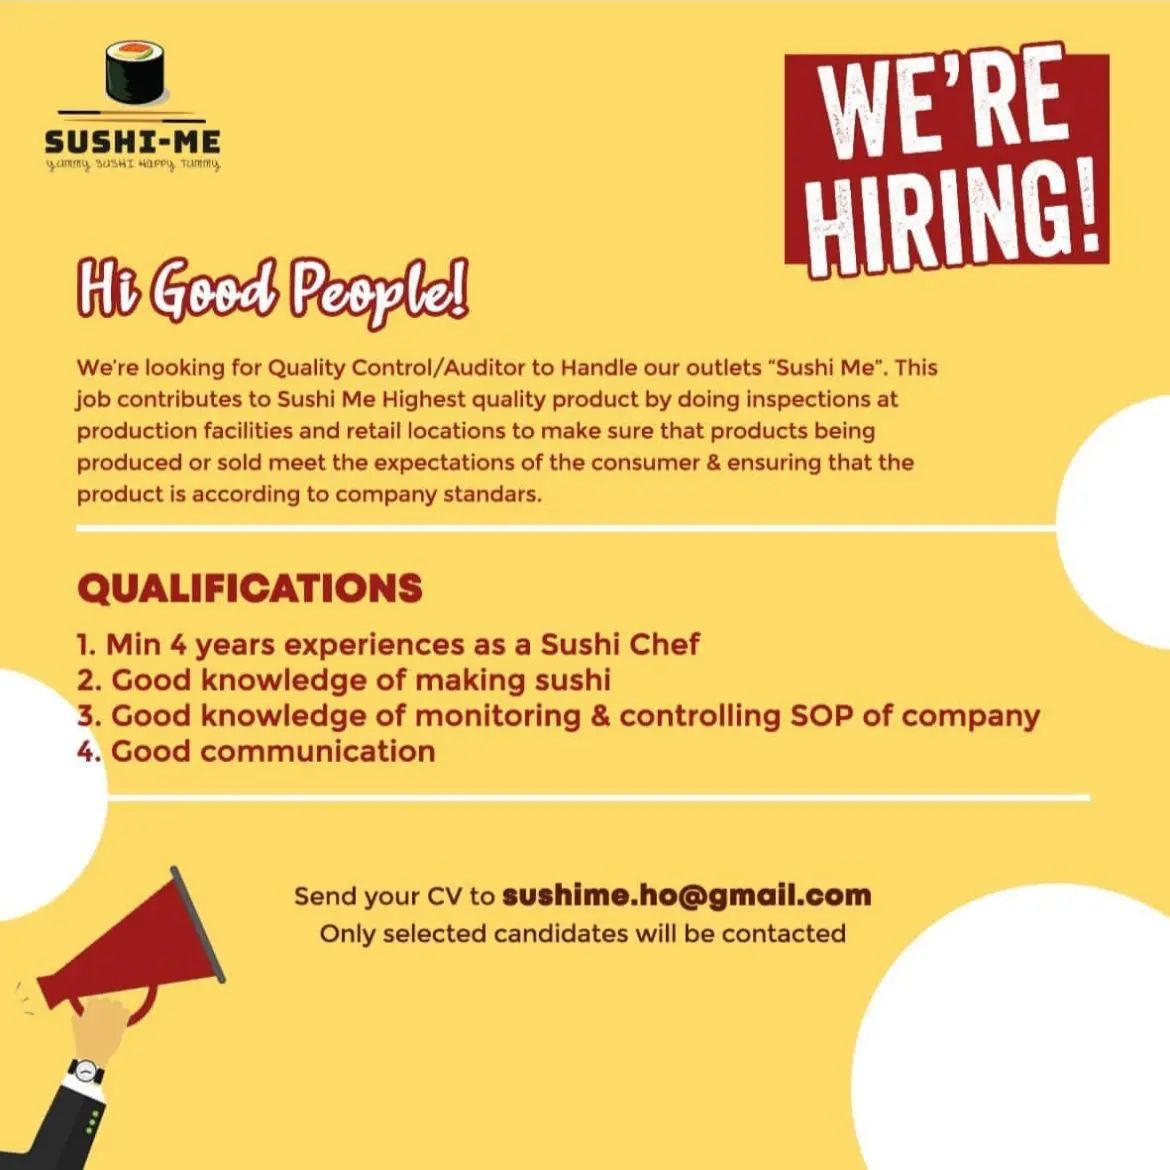 SUSHI-ME
yammy SUSHI HAPPY TUMMY
WE'RE
HIRING!
Hi Good People!
We're looking for Quality Control/Auditor to Handle our outlets “Sushi Me”. This
job contributes to Sushi Me Highest quality product by doing inspections at
production facilities and retail locations to make sure that products being
produced or sold meet the expectations of the consumer & ensuring that the
product is according to company standars.
QUALIFICATIONS
1. Min 4 years experiences as a Sushi Chef
2. Good knowledge of making sushi
3. Good knowledge of monitoring & controlling SOP of company
4. Good communication
Send your CV to sushime.ho@gmail.com
Only selected candidates will be contacted